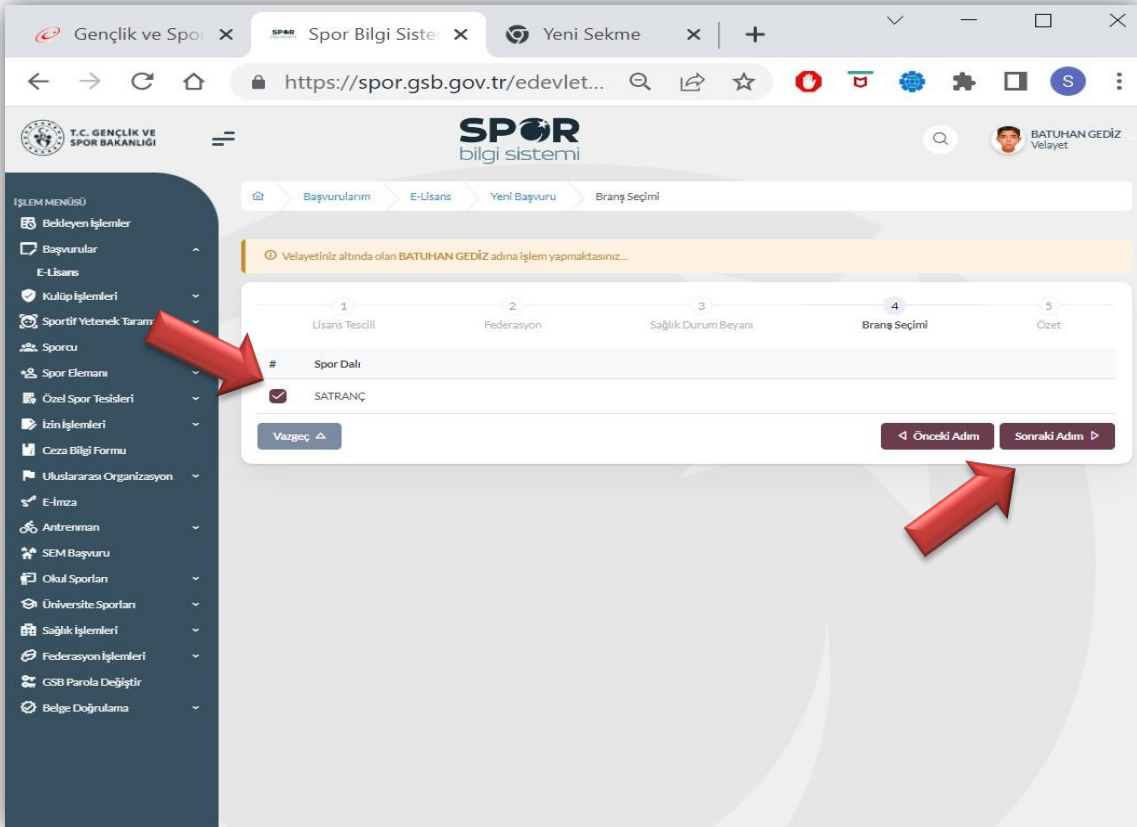 Gençlik ve Spor
Spor Bilgi Siste
Yeni Sekme
https://spor.gsb.gov.tr/edevlet...
S
T.C. GENÇLİK VE
SPOR BAKANLIĞI
SPOR
bilgi sistemi
BATUHAN GEDİZ
Velayet
İŞLEM MENÜSÜ
Bekleyen İşlemler
Başvurular
E-Lisans
Kulüp İşlemleri
Sportif Yetenek Tarama
Sporcu
Spor Elemanı
Özel Spor Tesisleri
İzin İşlemleri
Ceza Bilgi Formu
Uluslararası Organizasyon
E-İmza
Antrenman
SEM Başvuru
Okul Sporları
Üniversite Sporları
Sağlık İşlemleri
Federasyon İşlemleri
GSB Parola Değiştir
Belge Doğrulama
Başvurularım E-Lisans Yeni Başvuru Branş Seçimi
Velayetiniz altında olan BATUHAN GEDİZ adına işlem yapmaktasınız...
1 2 3 4 5
Lisans Tescili Federasyon Sağlık Durum Beyanı Branş Seçimi Özet
# Spor Dalı
SATRANÇ
Vazgeç Önceki Adım Sonraki Adım